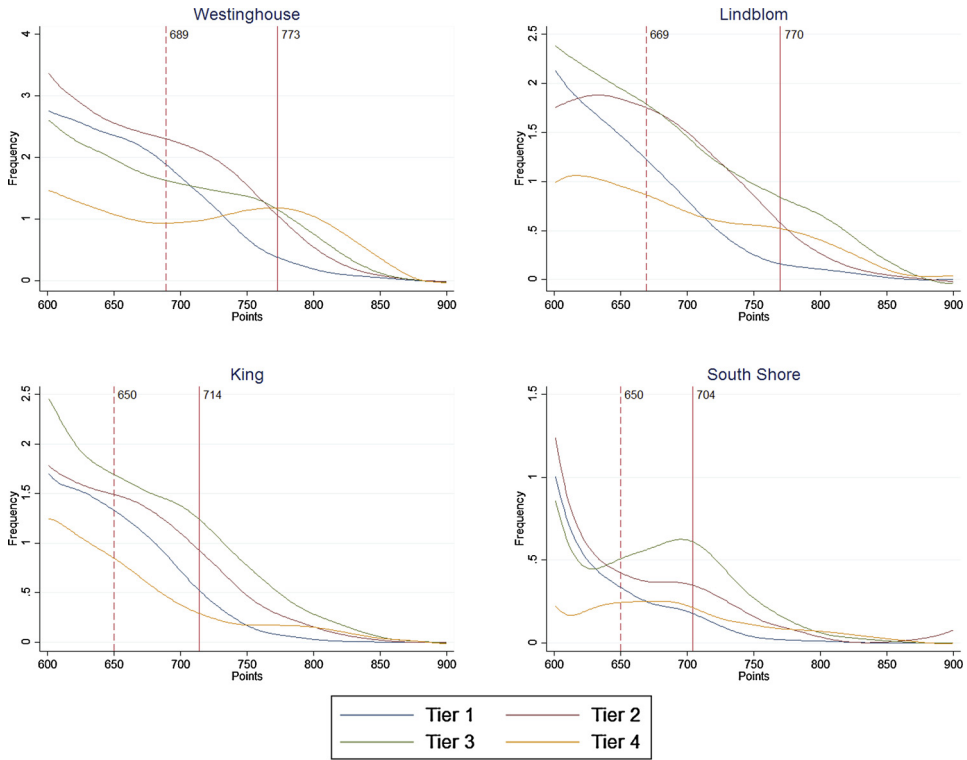 Westinghouse
689
773
Frequency
4
3
2
1
0
600 650 700 750 800 850 900
Points
Lindblom
669
770
Frequency
2.5
2
1.5
1
.5
0
600 650 700 750 800 850 900
Points
King
650
714
Frequency
2.5
2
1.5
1
.5
0
600 650 700 750 800 850 900
Points
South Shore
650
704
Frequency
1.5
1
.5
0
600 650 700 750 800 850 900
Points
Tier 1 Tier 2
Tier 3 Tier 4